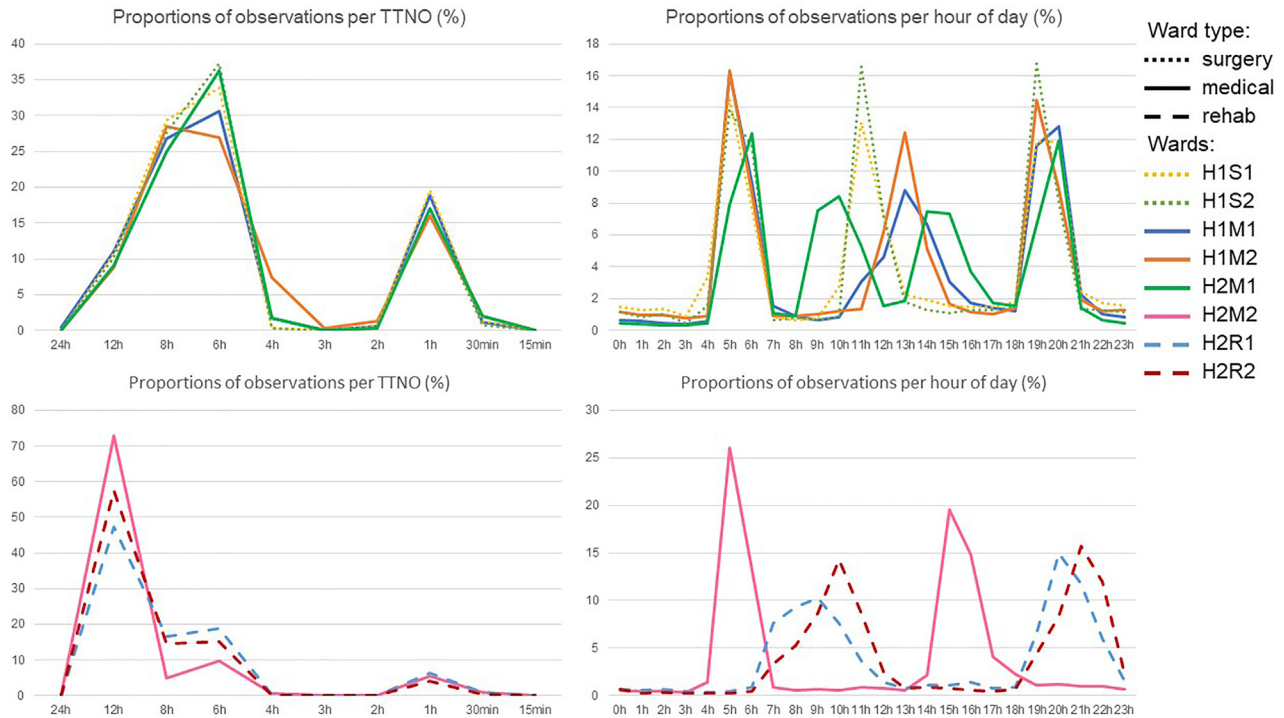 Proportions of observations per TTNO (%)
40
35
30
25
20
15
10
5
0
24h 12h 8h 6h 4h 3h 2h 1h 30min 15min
Proportions of observations per hour of day (%)
18
16
14
12
10
8
6
4
2
0
0h 1h 2h 3h 4h 5h 6h 7h 8h 9h 10h 11h 12h 13h 14h 15h 16h 17h 18h 19h 20h 21h 22h 23h
Ward type:
surgery
medical
rehab
Wards:
H1S1
H1S2
H1M1
H1M2
H2M1
H2M2
H2R1
H2R2
Proportions of observations per TTNO (%)
80
70
60
50
40
30
20
10
0
24h 12h 8h 6h 4h 3h 2h 1h 30min 15min
Proportions of observations per hour of day (%)
30
25
20
15
10
5
0
0h 1h 2h 3h 4h 5h 6h 7h 8h 9h 10h 11h 12h 13h 14h 15h 16h 17h 18h 19h 20h 21h 22h 23h